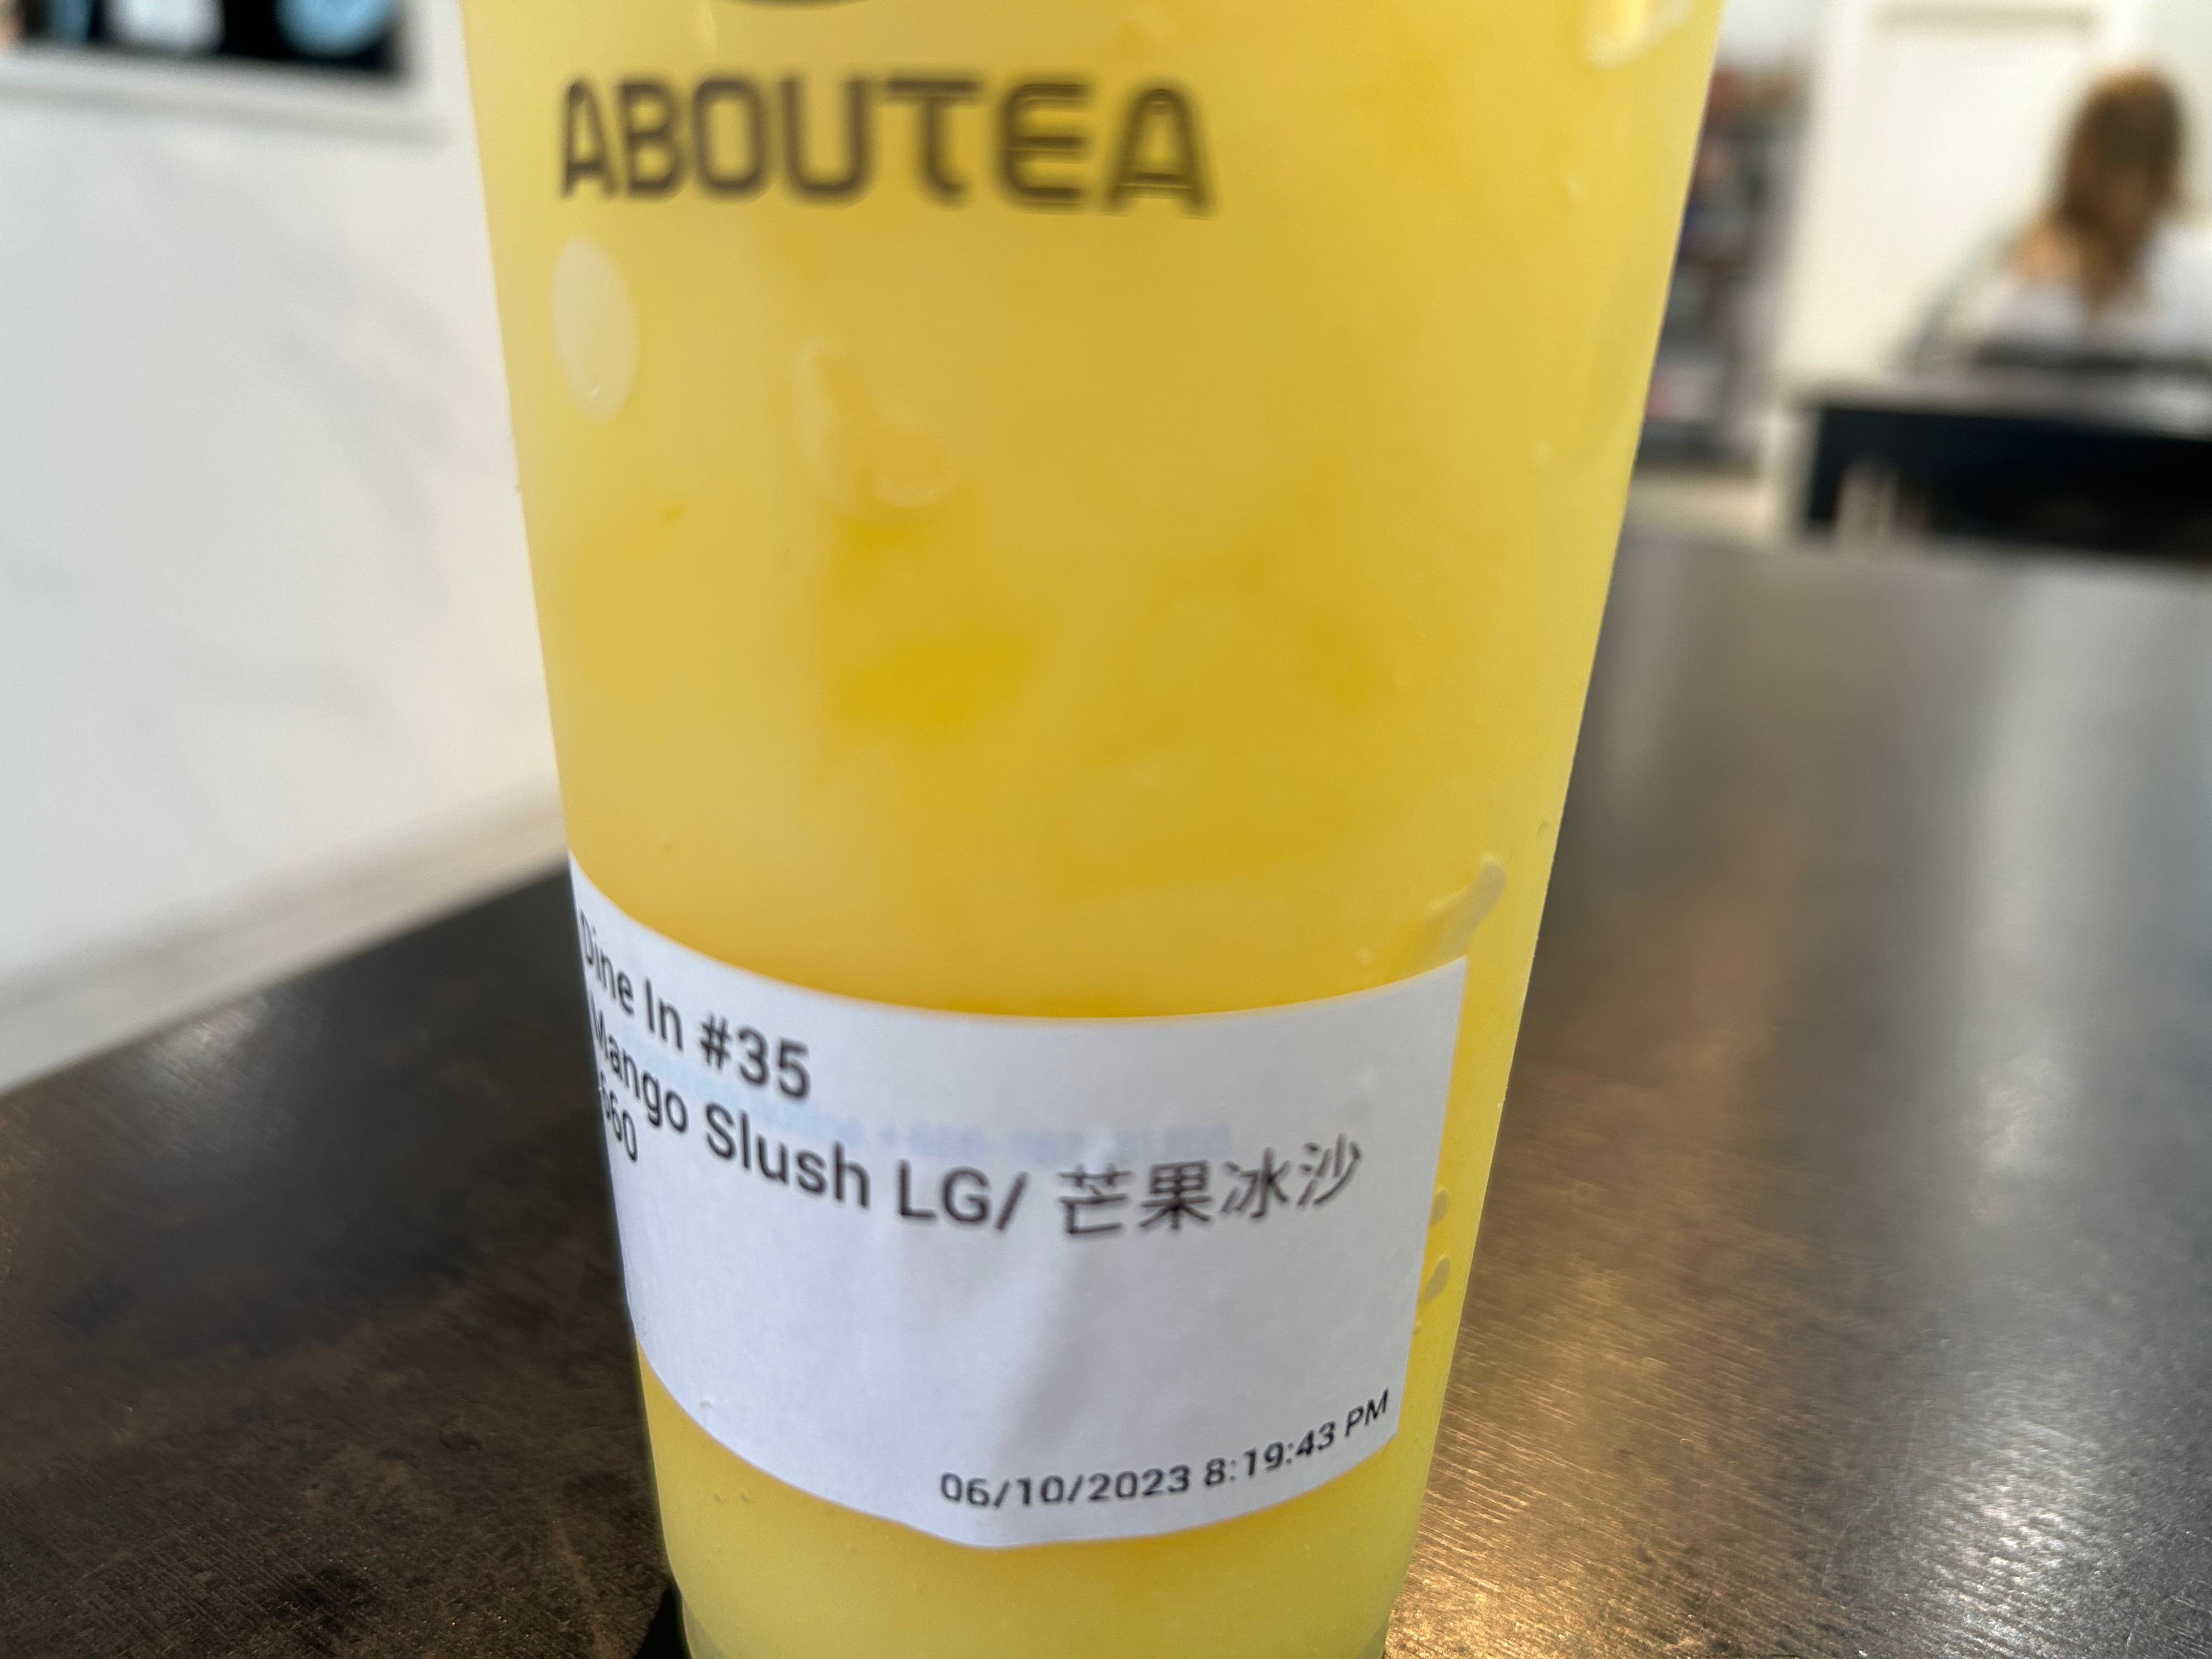 ABOUTEA
Dine In #35
Mango Slush LG/ 芒果冰沙
06/10/2023 8:19:43 PM